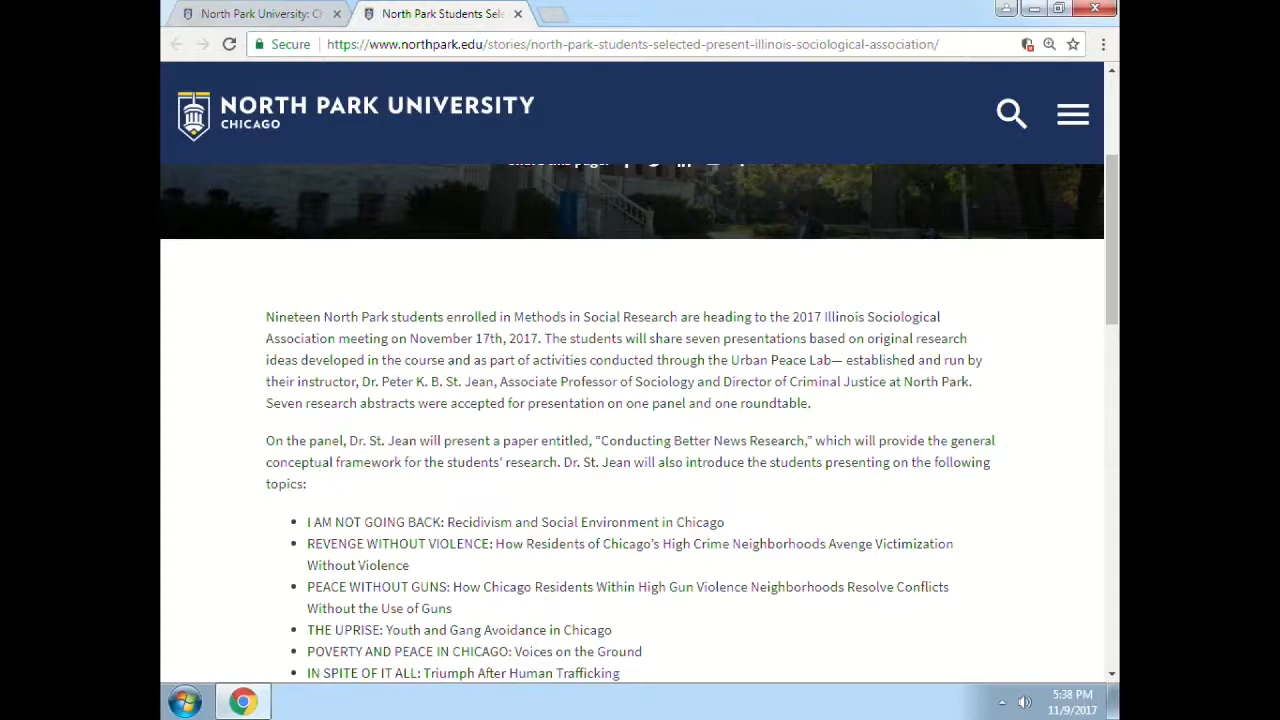 North Park University: C
North Park Students Sel
Secure
https://www.northpark.edu/stories/north-park-students-selected-present-illinois-sociological-association/
NORTH PARK UNIVERSITY
CHICAGO
Nineteen North Park students enrolled in Methods in Social Research are heading to the 2017 Illinois Sociological
Association meeting on November 17th, 2017. The students will share seven presentations based on original research
ideas developed in the course and as part of activities conducted through the Urban Peace Lab— established and run by
their instructor, Dr. Peter K. B. St. Jean, Associate Professor of Sociology and Director of Criminal Justice at North Park.
Seven research abstracts were accepted for presentation on one panel and one roundtable.
On the panel, Dr. St. Jean will present a paper entitled, “Conducting Better News Research,” which will provide the general
conceptual framework for the students’ research. Dr. St. Jean will also introduce the students presenting on the following
topics:
I AM NOT GOING BACK: Recidivism and Social Environment in Chicago
REVENGE WITHOUT VIOLENCE: How Residents of Chicago’s High Crime Neighborhoods Avenge Victimization
Without Violence
PEACE WITHOUT GUNS: How Chicago Residents Within High Gun Violence Neighborhoods Resolve Conflicts
Without the Use of Guns
THE UPRISE: Youth and Gang Avoidance in Chicago
POVERTY AND PEACE IN CHICAGO: Voices on the Ground
IN SPITE OF IT ALL: Triumph After Human Trafficking
5:38 PM
11/9/2017